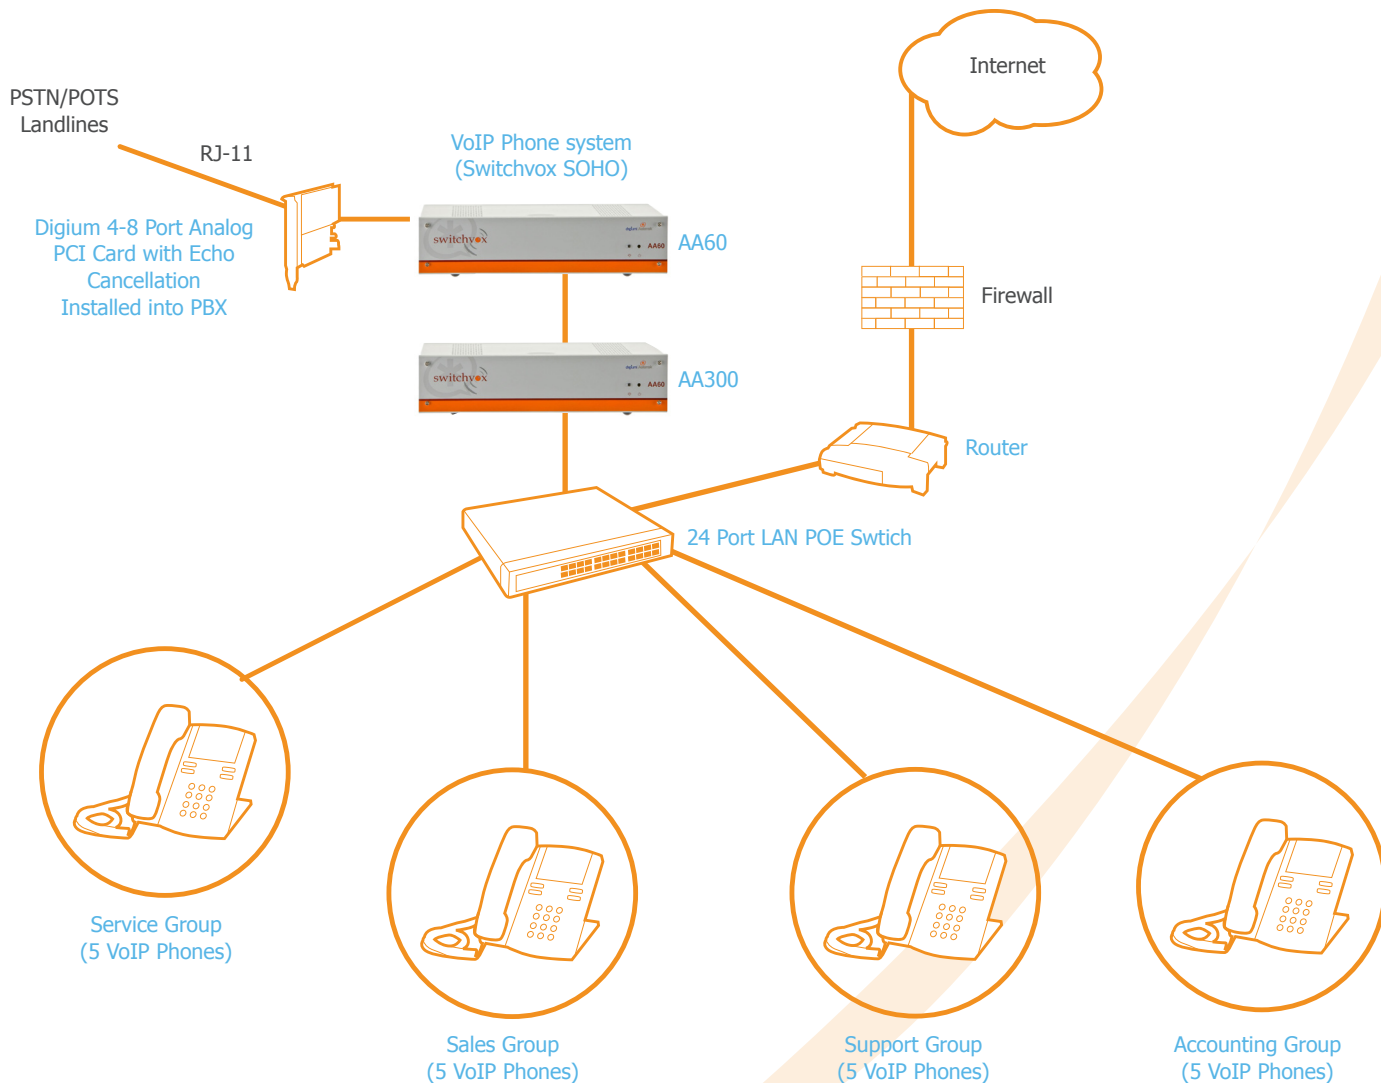 Internet
PSTN/POTS
Landlines
RJ-11
VoIP Phone system
(Switchvox SOHO)
Digium 4-8 Port Analog
PCI Card with Echo
Cancellation
Installed into PBX
switchvox
AA60
AA60
Firewall
switchvox
AA60
AA300
Router
24 Port LAN POE Swtich
Service Group
(5 VoIP Phones)
Sales Group
(5 VoIP Phones)
Support Group
(5 VoIP Phones)
Accounting Group
(5 VoIP Phones)